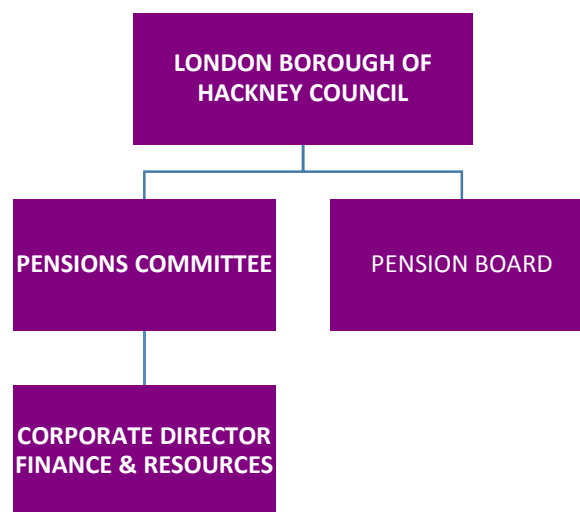 LONDON BOROUGH OF
HACKNEY COUNCIL
PENSIONS COMMITTEE
PENSION BOARD
CORPORATE DIRECTOR
FINANCE & RESOURCES